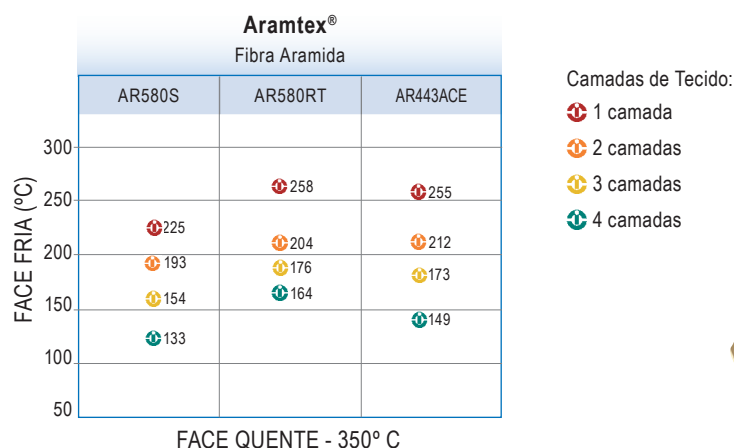 Aramtex®
Fibra Aramida
AR580S AR580RT AR443ACE
FACE FRIA (ºC)
300
250
200
150
100
50
225
193
154
133
258
204
176
164
255
212
173
149
FACE QUENTE - 350º C
Camadas de Tecido:
1 camada
2 camadas
3 camadas
4 camadas